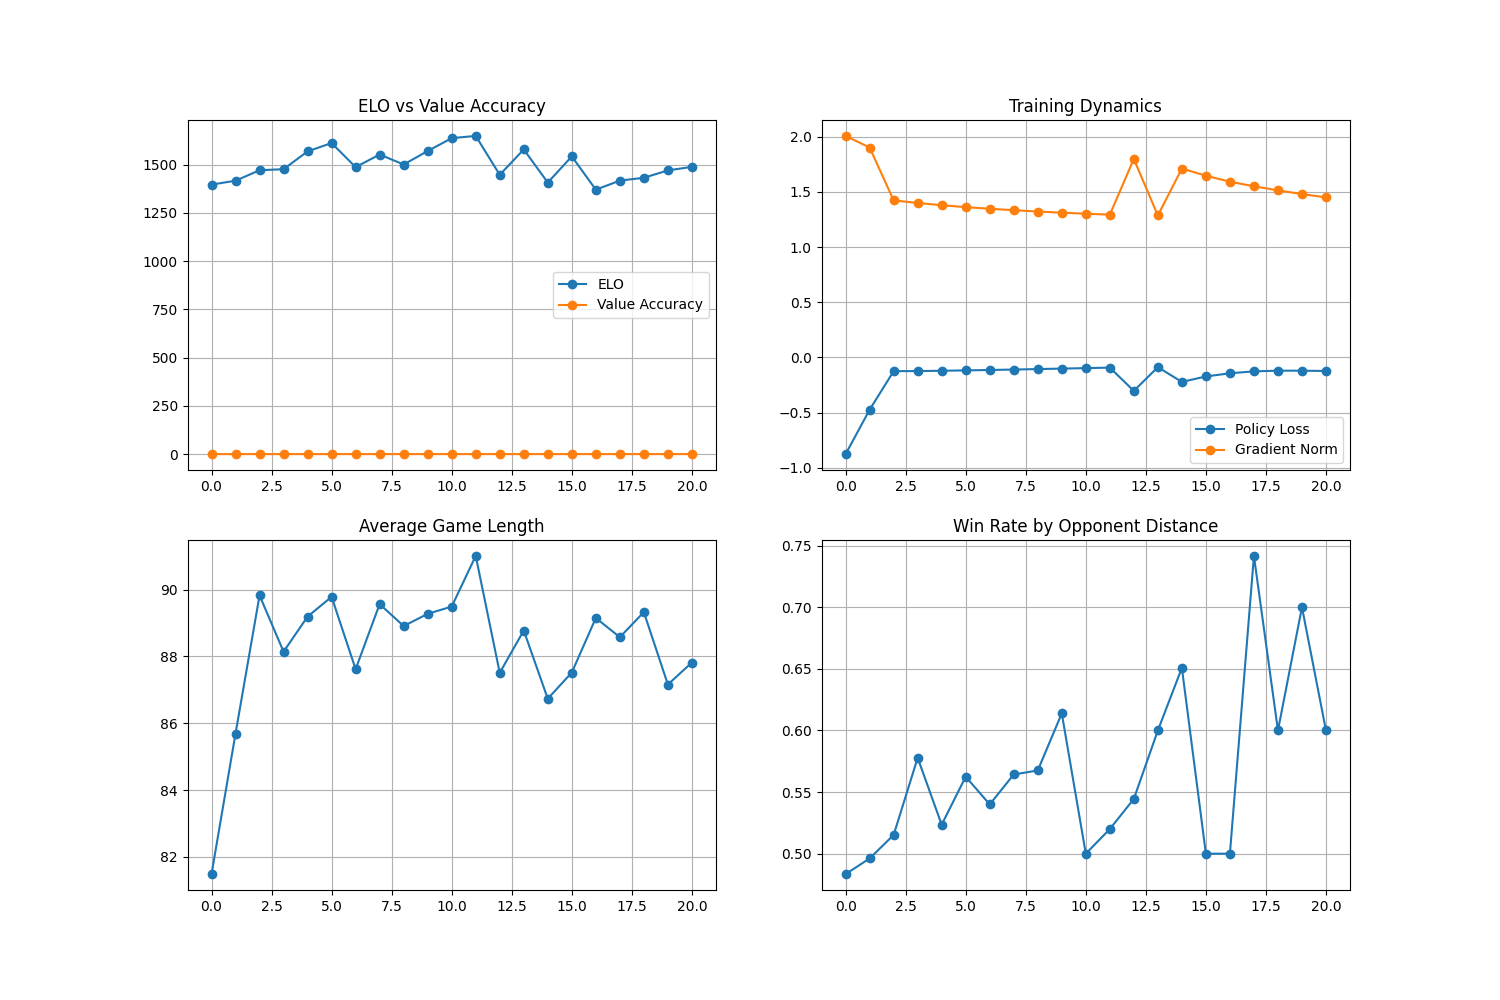 ELO vs Value Accuracy
1500
1250
1000
750
500
250
0
ELO
Value Accuracy
0.0 2.5 5.0 7.5 10.0 12.5 15.0 17.5 20.0
Training Dynamics
2.0
1.5
1.0
0.5
0.0
−0.5
−1.0
Policy Loss
Gradient Norm
0.0 2.5 5.0 7.5 10.0 12.5 15.0 17.5 20.0
Average Game Length
90
88
86
84
82
0.0 2.5 5.0 7.5 10.0 12.5 15.0 17.5 20.0
Win Rate by Opponent Distance
0.75
0.70
0.65
0.60
0.55
0.50
0.0 2.5 5.0 7.5 10.0 12.5 15.0 17.5 20.0